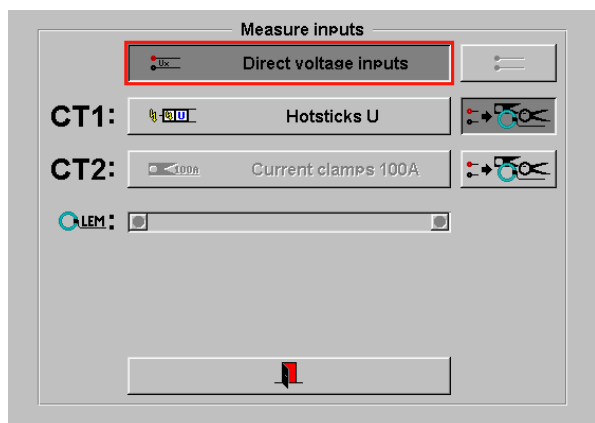 Measure inputs
Ux Direct voltage inputs
CT1: U Hotsticks U
CT2: 100A Current clamps 100A
LEM: